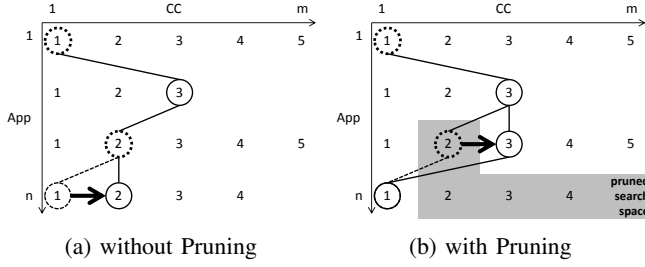 1 CC m 1 CC m
1 1 2 3 4 5 1 1 2 3 4 5
1 2 3 1 2 3
App App
1 2 3 4 5 1 2 3 4 5
n 1 2 3 4 n 1 2 3 4 pruned
search
space
(a) without Pruning (b) with Pruning